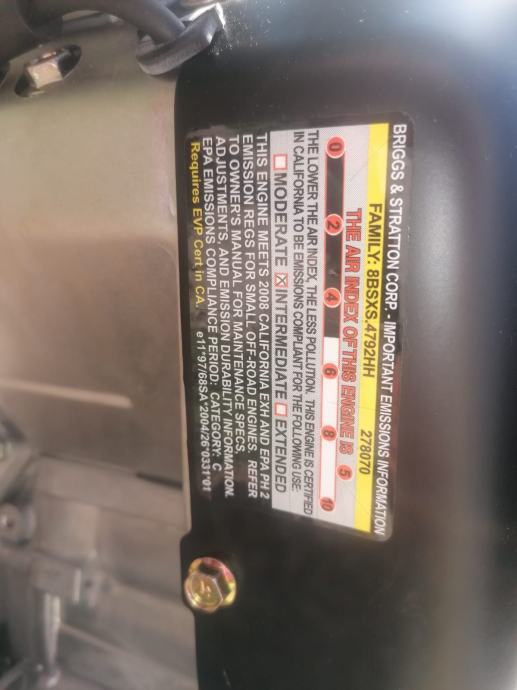 BRIGGS & STRATTON CORP. - IMPORTANT EMISSIONS INFORMATION
FAMILY: 8BSXS.4792HH 278070
THE AIR INDEX OF THIS ENGINE IS 5
0 2 4 6 8 10
THE LOWER THE AIR INDEX, THE LESS POLLUTION. THIS ENGINE IS CERTIFIED
IN CALIFORNIA TO BE EMISSIONS COMPLIANT FOR THE FOLLOWING USE:
☐ MODERATE ☒ INTERMEDIATE ☐ EXTENDED
THIS ENGINE MEETS 2008 CALIFORNIA EXH AND EPA PH 2
EMISSION REGS FOR SMALL OFF-ROAD ENGINES. REFER
TO OWNER'S MANUAL FOR MAINTENANCE SPECS,
ADJUSTMENTS, AND EMISSION DURABILITY INFORMATION.
EPA EMISSIONS COMPLIANCE PERIOD: CATEGORY: C
Requires EVP Cert in CA. e11*97/68SA*2004/26*0331*01